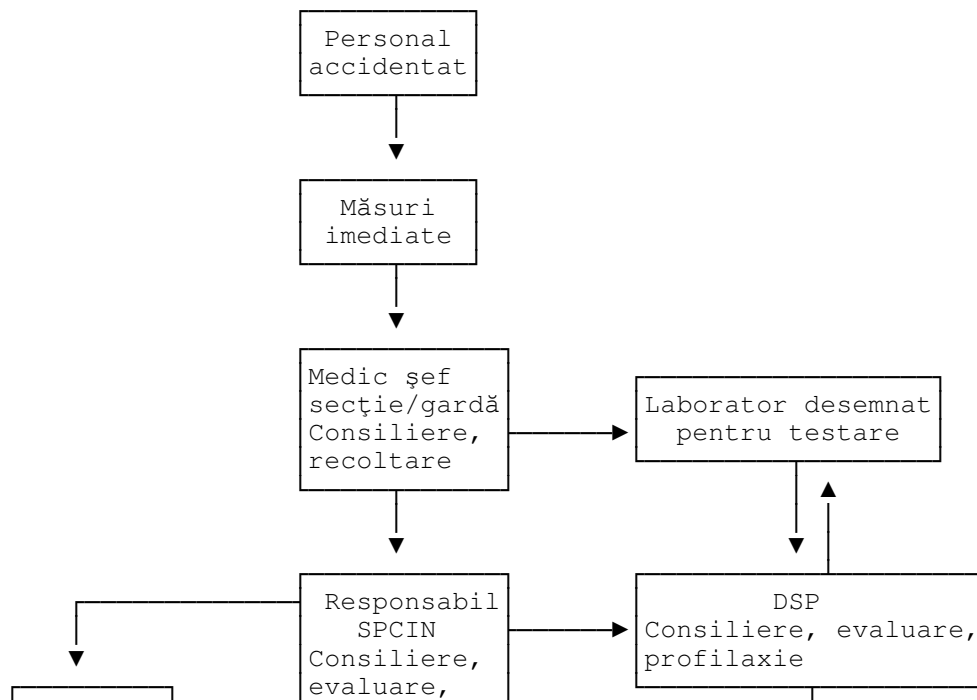 Personal
accidentat
Măsuri
imediate
Medic şef
secţie/gardă
Consiliere,
recoltare
Laborator desemnat
pentru testare
Responsabil
SPCIN
Consiliere,
evaluare,
DSP
Consiliere, evaluare,
profilaxie